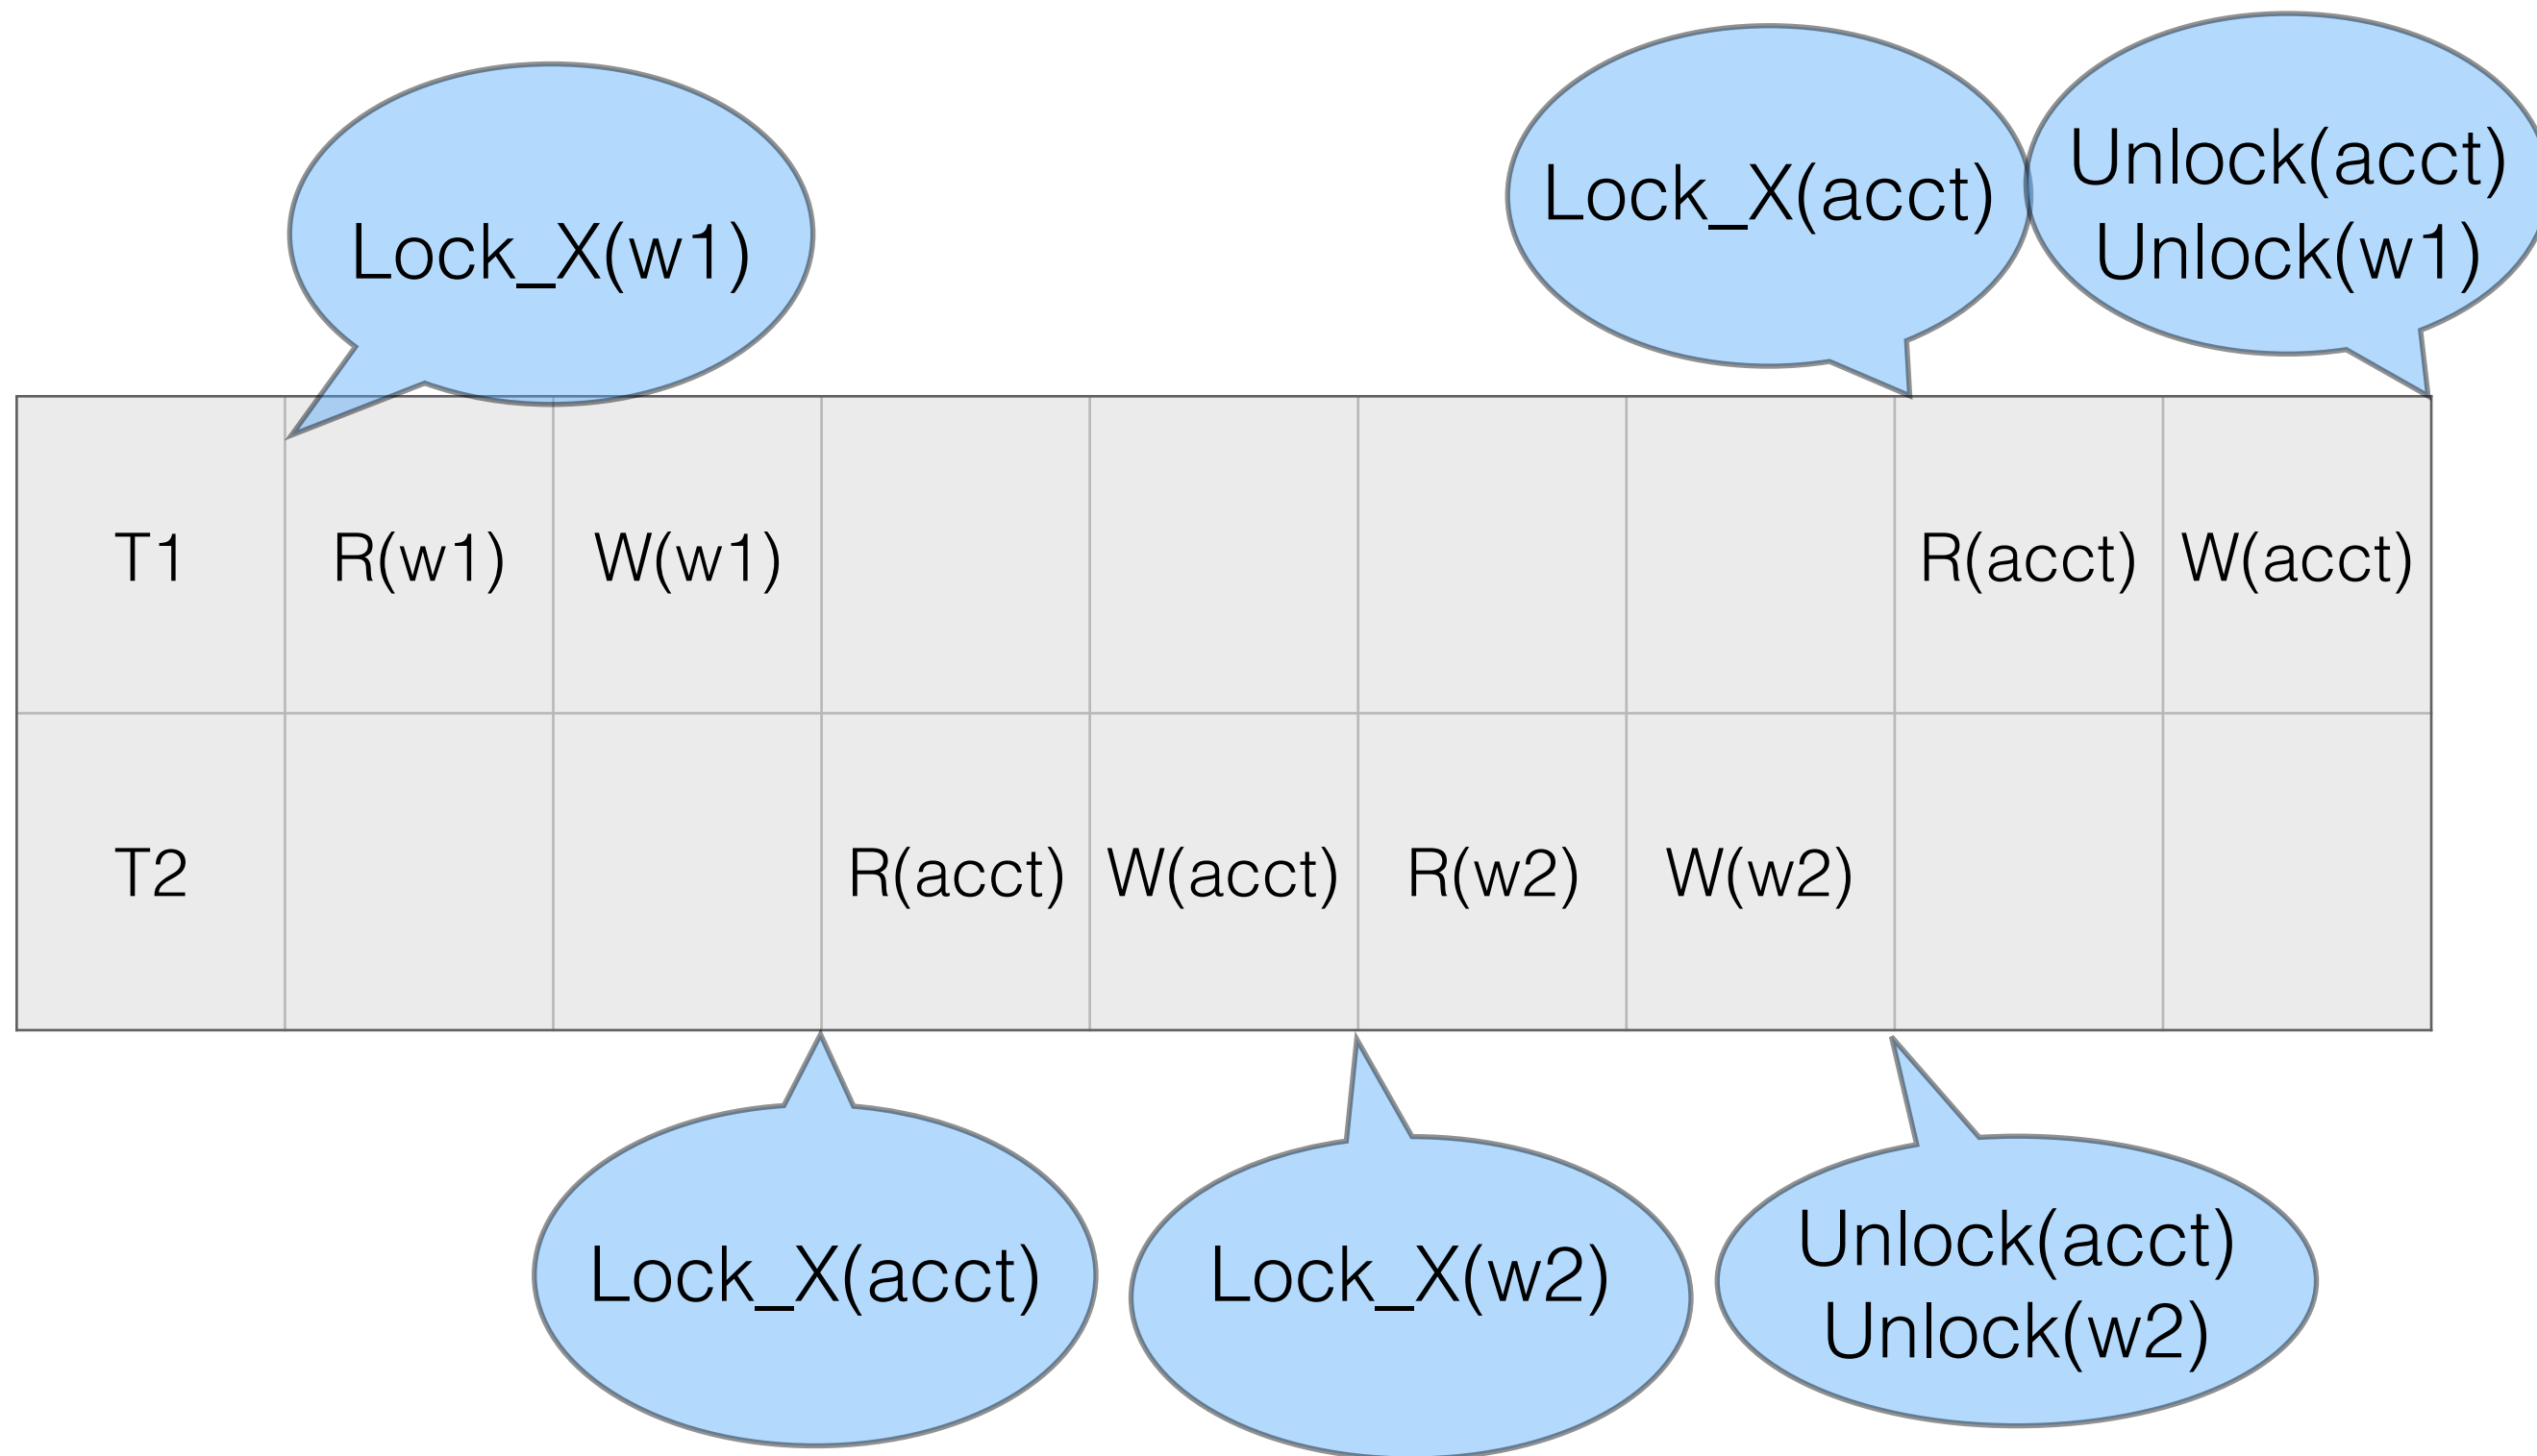 Lock_X(w1)
Lock_X(acct)
Unlock(acct)
Unlock(w1)
T1 R(w1) W(w1) R(acct) W(acct)
T2 R(acct) W(acct) R(w2) W(w2)
Lock_X(acct)
Lock_X(w2)
Unlock(acct)
Unlock(w2)